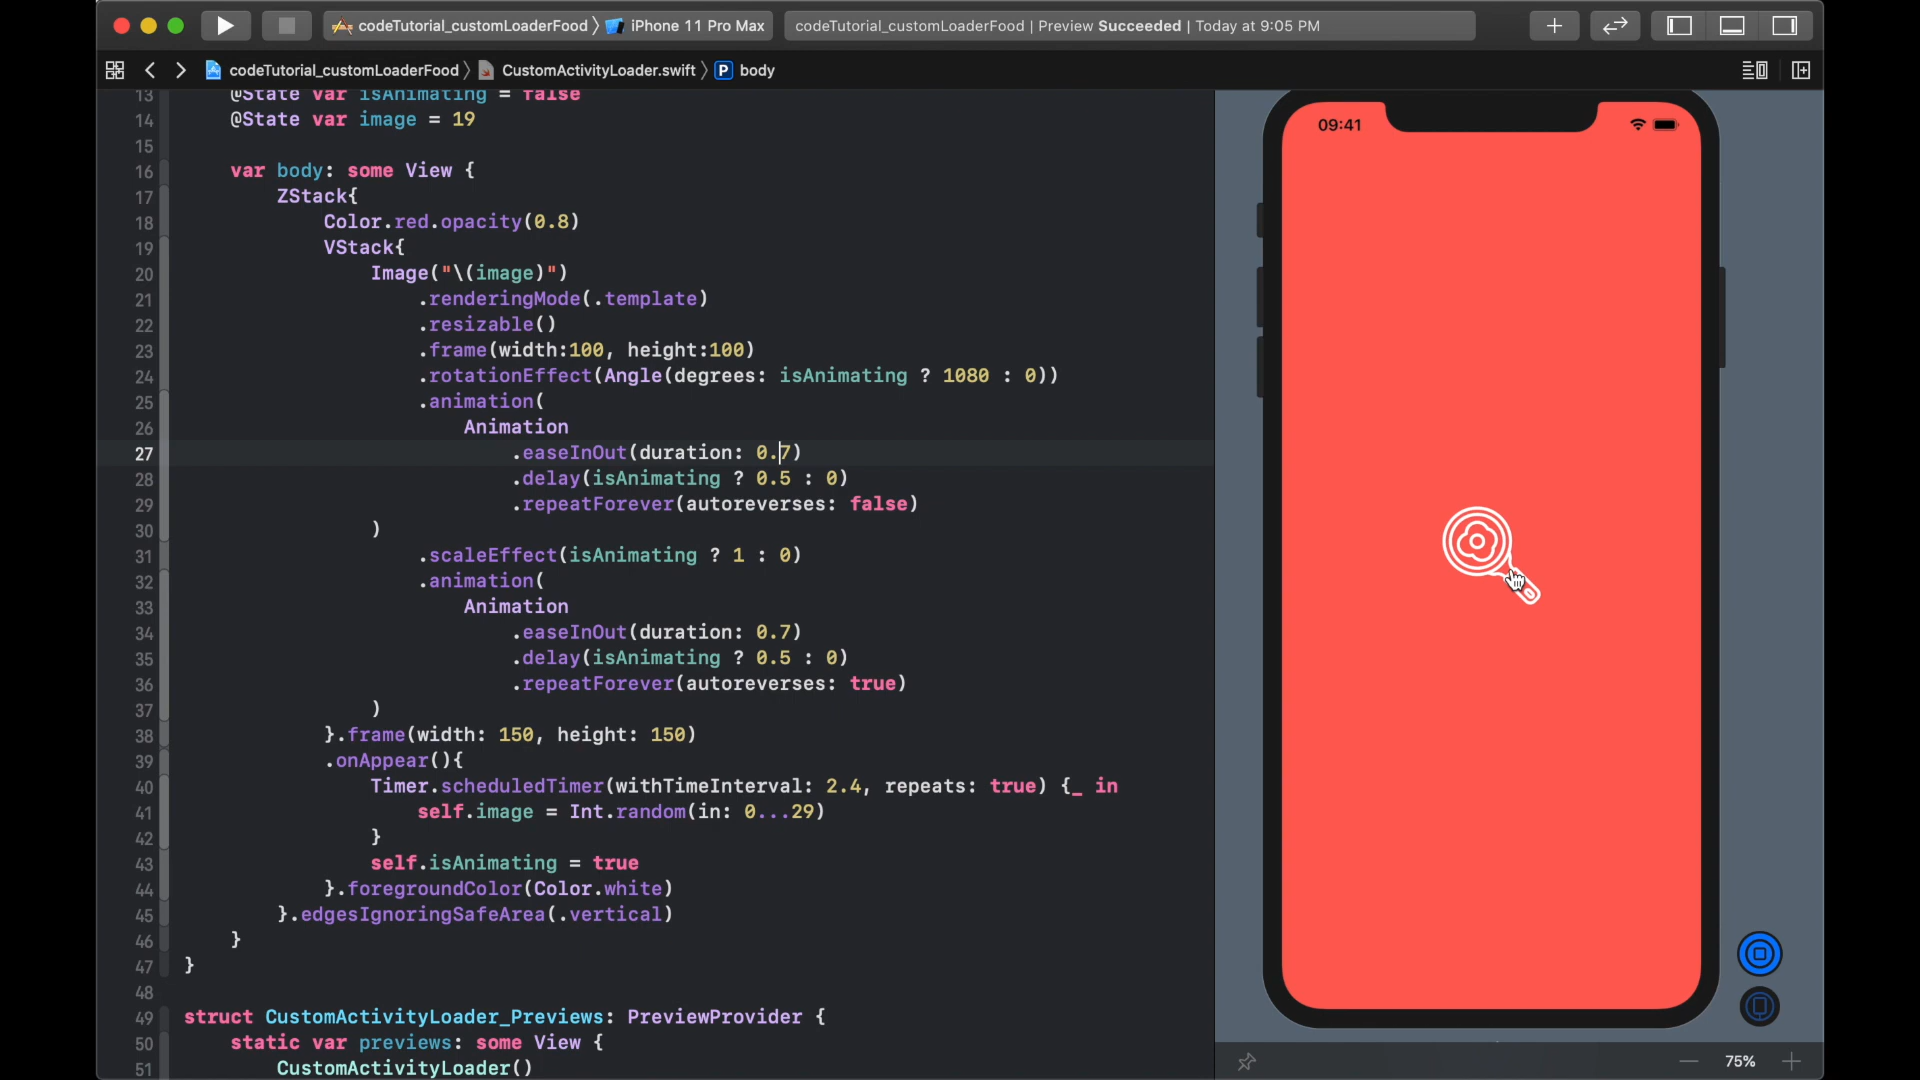 codeTutorial_customLoaderFood 〉 iPhone 11 Pro Max
codeTutorial_customLoaderFood | Preview Succeeded | Today at 9:05 PM
codeTutorial_customLoaderFood 〉 CustomActivityLoader.swift 〉 P body
13 @State var isAnimating = false
14 @State var image = 19
15
16 var body: some View {
17 ZStack{
18 Color.red.opacity(0.8)
19 VStack{
20 Image("\(image)")
21 .renderingMode(.template)
22 .resizable()
23 .frame(width:100, height:100)
24 .rotationEffect(Angle(degrees: isAnimating ? 1080 : 0))
25 .animation(
26 Animation
27 .easeInOut(duration: 0.7)
28 .delay(isAnimating ? 0.5 : 0)
29 .repeatForever(autoreverses: false)
30 )
31 .scaleEffect(isAnimating ? 1 : 0)
32 .animation(
33 Animation
34 .easeInOut(duration: 0.7)
35 .delay(isAnimating ? 0.5 : 0)
36 .repeatForever(autoreverses: true)
37 )
38 }.frame(width: 150, height: 150)
39 .onAppear(){
40 Timer.scheduledTimer(withTimeInterval: 2.4, repeats: true) {_ in
41 self.image = Int.random(in: 0...29)
42 }
43 self.isAnimating = true
44 }.foregroundColor(Color.white)
45 }.edgesIgnoringSafeArea(.vertical)
46 }
47 }
48
49 struct CustomActivityLoader_Previews: PreviewProvider {
50 static var previews: some View {
51 CustomActivityLoader()
09:41
75%